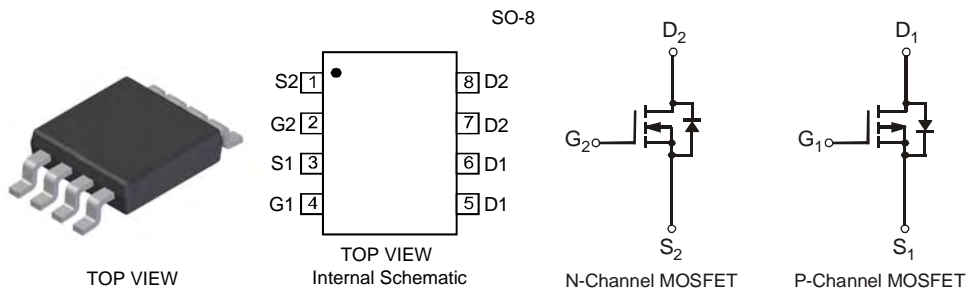 SO-8
S2 1 8 D2
G2 2 7 D2
S1 3 6 D1
G1 4 5 D1
TOP VIEW
TOP VIEW
Internal Schematic
D2
G2
S2
N-Channel MOSFET
D1
G1
S1
P-Channel MOSFET